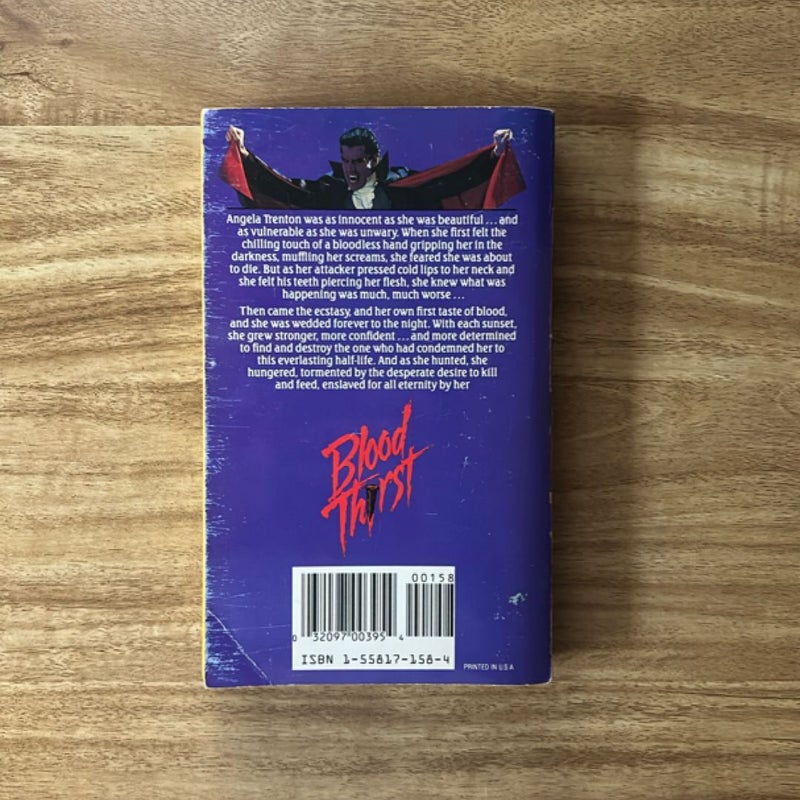 Angela Trenton was as innocent as she was beautiful ... and
as vulnerable as she was unwary. When she first felt the
chilling touch of a bloodless hand gripping her in the
darkness, muffling her screams, she feared she was about
to die. But as her attacker pressed cold lips to her neck and
she felt his teeth piercing her flesh, she knew what was
happening was much, much worse ...
Then came the ecstasy, and her own first taste of blood,
and she was wedded forever to the night. With each sunset,
she grew stronger, more confident ... and more determined
to find and destroy the one who had condemned her to
this everlasting half-life. And as she hunted, she
hungered, tormented by the desperate desire to kill
and feed, enslaved for all eternity by her
Blood
Thirst
00158
0 32097 00395 4
ISBN 1-55817-158-4
PRINTED IN U S A